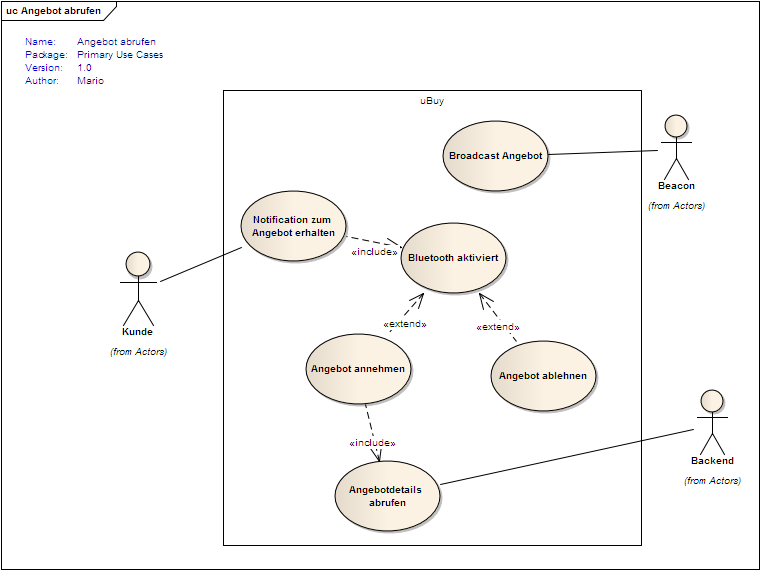 uc Angebot abrufen
Name: Angebot abrufen
Package: Primary Use Cases
Version: 1.0
Author: Mario
uBuy
Broadcast Angebot
Beacon
(from Actors)
Notification zum
Angebot erhalten
«include»
Bluetooth aktiviert
Kunde
(from Actors)
«extend»
«extend»
Angebot annehmen
Angebot ablehnen
«include»
Backend
(from Actors)
Angebotdetails
abrufen